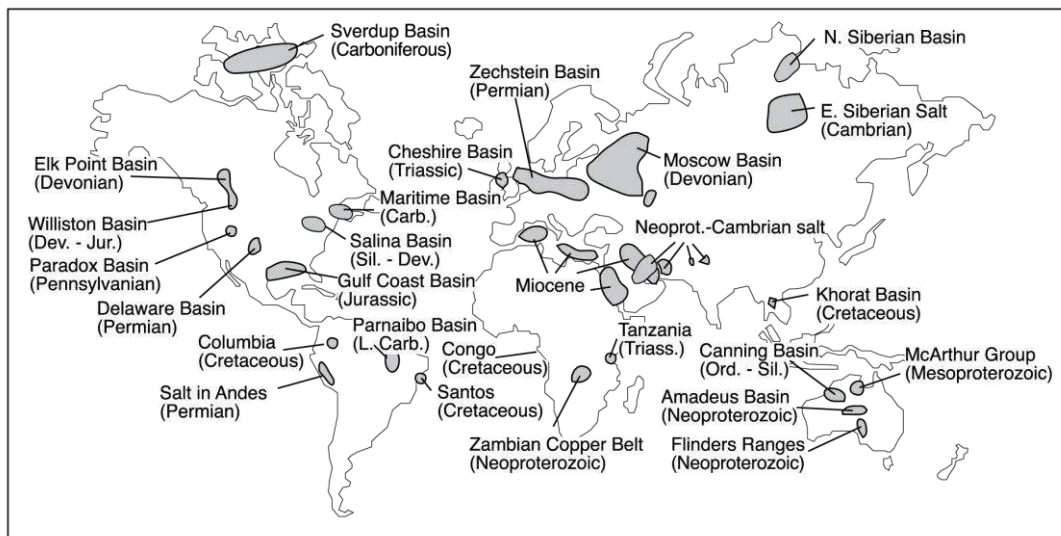 Sverdup Basin
(Carboniferous)
N. Siberian Basin
Zechstein Basin
(Permian)
E. Siberian Salt
(Cambrian)
Cheshire Basin
(Triassic)
Moscow Basin
(Devonian)
Elk Point Basin
(Devonian)
Maritime Basin
(Carb.)
Williston Basin
(Dev. - Jur.)
Neoprot.-Cambrian salt
Salina Basin
(Sil. - Dev.)
Paradox Basin
(Pennsylvanian)
Gulf Coast Basin
(Jurassic)
Miocene
Khorat Basin
(Cretaceous)
Delaware Basin
(Permian)
Parnaibo Basin
(L. Carb.)
Tanzania
(Triass.)
Columbia
(Cretaceous)
Congo
(Cretaceous)
Canning Basin
(Ord. - Sil.)
McArthur Group
(Mesoproterozoic)
Salt in Andes
(Permian)
Santos
(Cretaceous)
Amadeus Basin
(Neoproterozoic)
Zambian Copper Belt
(Neoproterozoic)
Flinders Ranges
(Neoproterozoic)